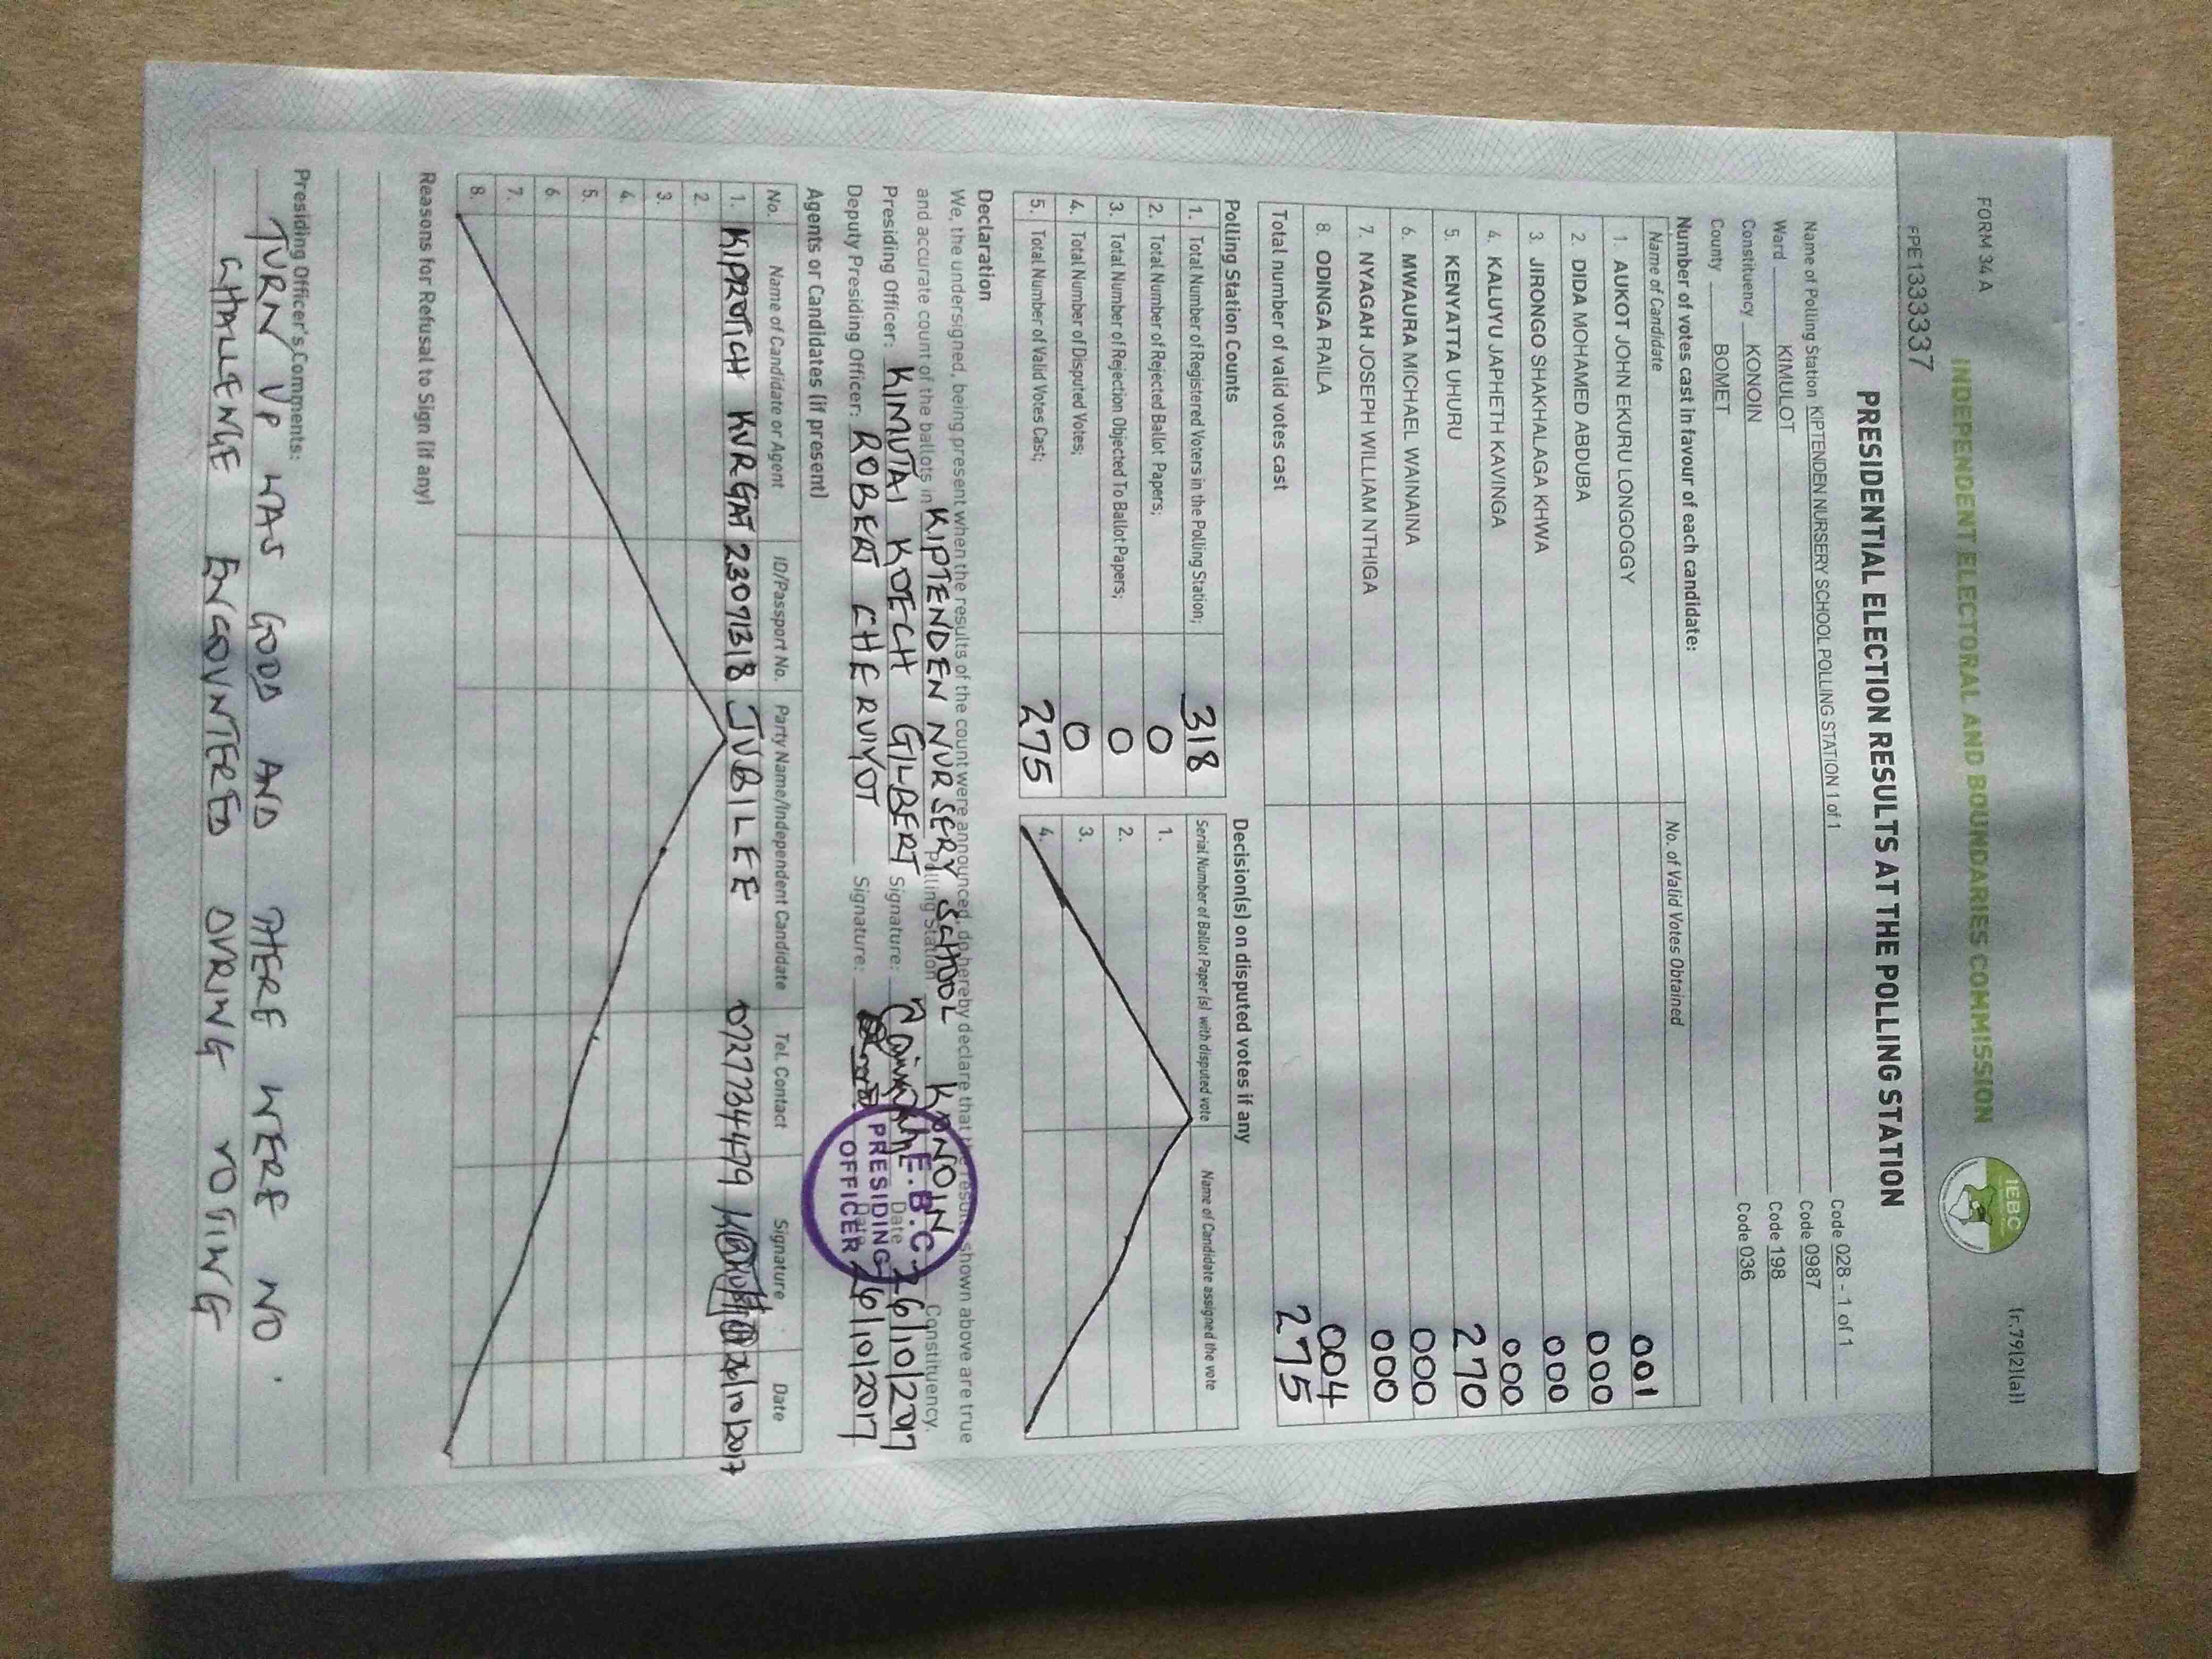 FORM 34 A
(r.79(2)(a))
INDEPENDENT ELECTORAL AND BOUNDARIES COMMISSION
IEBC
FPE133337
PRESIDENTIAL ELECTION RESULTS AT THE POLLING STATION
Name of Polling Station KIPTENDEN NURSERY SCHOOL POLLING STATION 1 of 1 Code 028 - 1 of 1
Ward KIMULOT Code 0987
Constituency KONOIN Code 198
County BOMET Code 036
Number of votes cast in favour of each candidate:
Name of Candidate No. of Valid Votes Obtained
1. AUKOT JOHN EKURU LONGOGGY 001
2. DIDA MOHAMED ABDUBA 000
3. JIRONGO SHAKHALAGA KHWA 000
4. KALUYU JAPHETH KAVINGA 000
5. KENYATTA UHURU 270
6. MWAURA MICHAEL WAINAINA 000
7. NYAGAH JOSEPH WILLIAM NTHIGA 000
8. ODINGA RAILA 004
Total number of valid votes cast 275
Polling Station Counts
1. Total Number of Registered Voters in the Polling Station; 318
2. Total Number of Rejected Ballot Papers; 0
3. Total Number of Rejection Objected To Ballot Papers; 0
4. Total Number of Disputed Votes; 0
5. Total Number of Valid Votes Cast; 275
Decision(s) on disputed votes if any
Serial Number of Ballot Paper (s) with disputed vote Name of Candidate assigned the vote
1.
2.
3.
4.
Declaration
We, the undersigned, being present when the results of the count were announced, do hereby declare that the results shown above are true
and accurate count of the ballots in KIPTENDEN NURSERY SCHOOL Polling Station KONOIN Constituency.
Presiding Officer: KIMUTAI KOECH GILBERT Signature: Date 26/10/2017
Deputy Presiding Officer: ROBERT CHERUIYOT Signature: Date 26/10/2017
I.E.B.C
PRESIDING
OFFICER
Agents or Candidates (if present)
No. Name of Candidate or Agent ID/Passport No. Party Name/Independent Candidate Tel. Contact Signature Date
1. KIPROTICH KURGAT 23071318 JUBILEE 0727734479 26/10/2017
2.
3.
4.
5.
6.
7.
8.
Reasons for Refusal to Sign (if any)
Presiding Officer's Comments:
TURN UP WAS GOOD AND THERE WERE NO
CHALLENGE ENCOUNTERED DURING VOTING